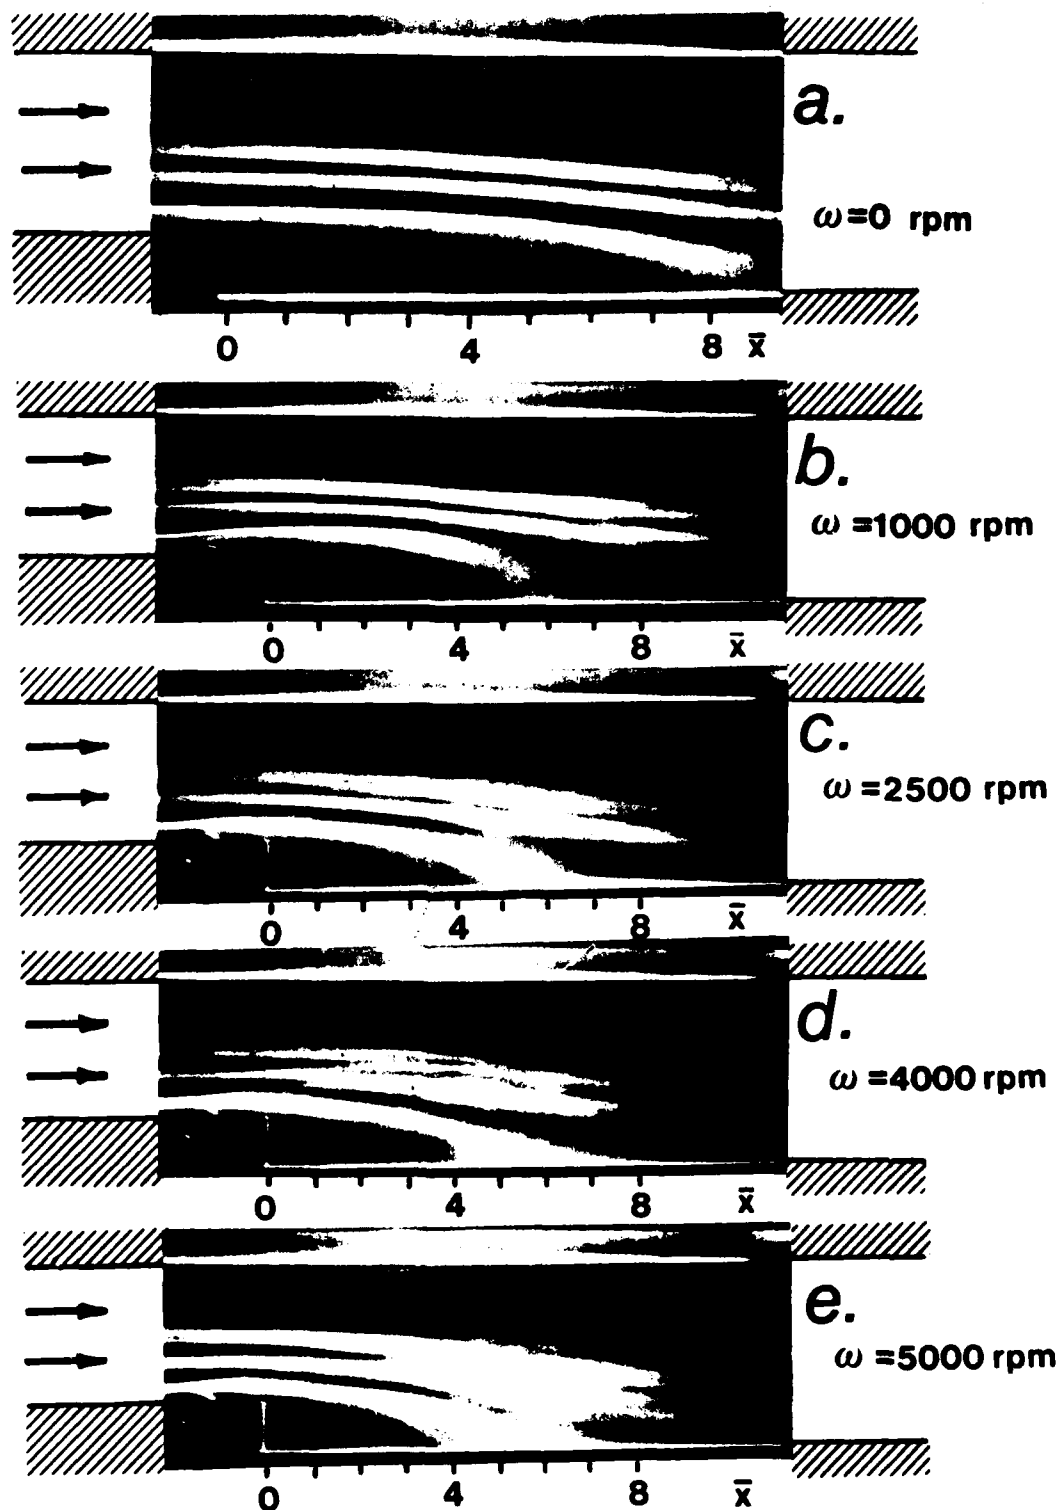 a.
ω=0 rpm
0 4 8 x̄
b.
ω=1000 rpm
0 4 8 x̄
c.
ω=2500 rpm
0 4 8 x̄
d.
ω=4000 rpm
0 4 8 x̄
e.
ω=5000 rpm
0 4 8 x̄